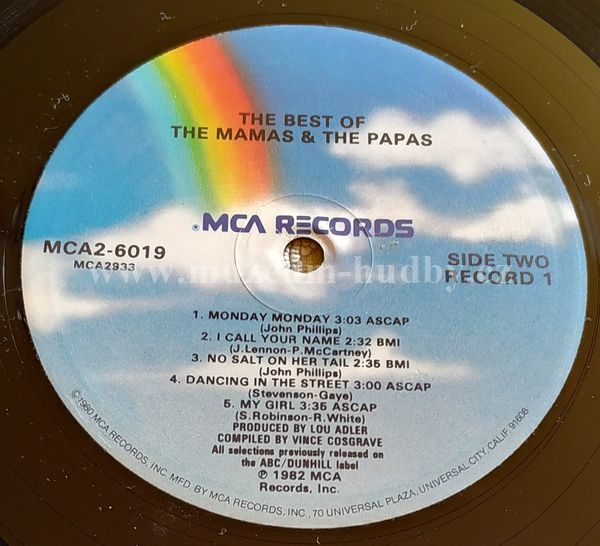 THE BEST OF
THE MAMAS & THE PAPAS
® MCA RECORDS
MCA2-6019
MCA2933
SIDE TWO
RECORD 1
1. MONDAY MONDAY 3:03 ASCAP
(John Phillips)
2. I CALL YOUR NAME 2:32 BMI
(J.Lennon-P.McCartney)
3. NO SALT ON HER TAIL 2:35 BMI
(John Phillips)
4. DANCING IN THE STREET 3:00 ASCAP
(Stevenson-Gaye)
5. MY GIRL 3:35 ASCAP
(S.Robinson-R.White)
PRODUCED BY LOU ADLER
COMPILED BY VINCE COSGRAVE
All selections previously released on
the ABC/DUNHILL label
℗ 1982 MCA
Records, Inc.
©1980 MCA RECORDS, INC. MFD. BY MCA RECORDS, INC., 70 UNIVERSAL PLAZA, UNIVERSAL CITY, CALIF. 91608